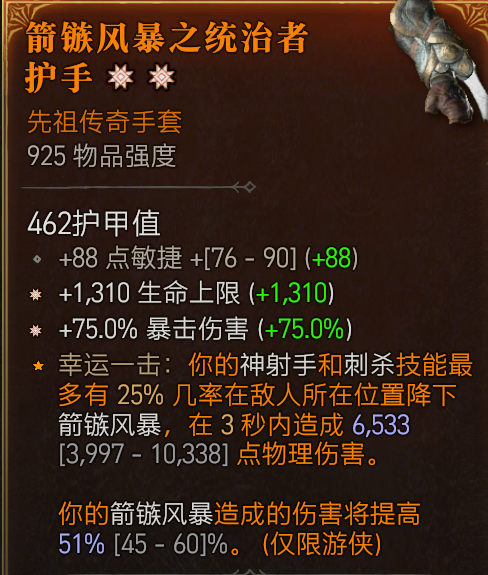 箭镞风暴之统治者
护手
先祖传奇手套
925 物品强度
462护甲值
+88 点敏捷 +[76 - 90] (+88)
+1,310 生命上限 (+1,310)
+75.0% 暴击伤害 (+75.0%)
幸运一击：你的神射手和刺杀技能最
多有 25% 几率在敌人所在位置降下
箭镞风暴，在 3 秒内造成 6,533
[3,997 - 10,338] 点物理伤害。
你的箭镞风暴造成的伤害将提高
51% [45 - 60]%。 (仅限游侠)